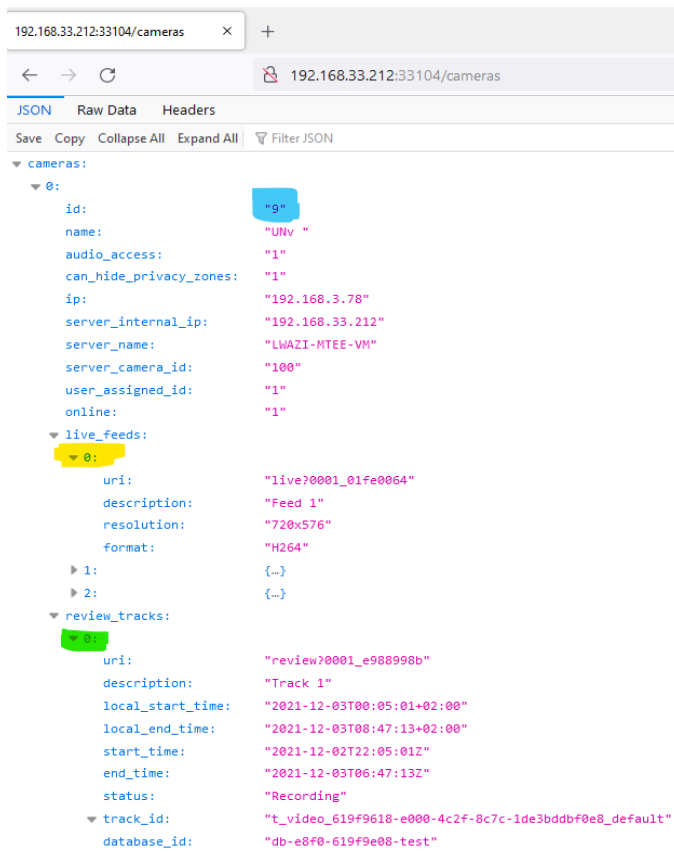 192.168.33.212:33104/cameras × +
192.168.33.212:33104/cameras
JSON Raw Data Headers
Save Copy Collapse All Expand All Filter JSON
cameras:
0:
id: "9"
name: "UNv "
audio_access: "1"
can_hide_privacy_zones: "1"
ip: "192.168.3.78"
server_internal_ip: "192.168.33.212"
server_name: "LWAZI-MTEE-VM"
server_camera_id: "100"
user_assigned_id: "1"
online: "1"
live_feeds:
0:
uri: "live?0001_01fe0064"
description: "Feed 1"
resolution: "720x576"
format: "H264"
1: {…}
2: {…}
review_tracks:
0:
uri: "review?0001_e988998b"
description: "Track 1"
local_start_time: "2021-12-03T00:05:01+02:00"
local_end_time: "2021-12-03T08:47:13+02:00"
start_time: "2021-12-02T22:05:01Z"
end_time: "2021-12-03T06:47:13Z"
status: "Recording"
track_id: "t_video_619f9618-e000-4c2f-8c7c-1de3bddbf0e8_default"
database_id: "db-e8f0-619f9e08-test"